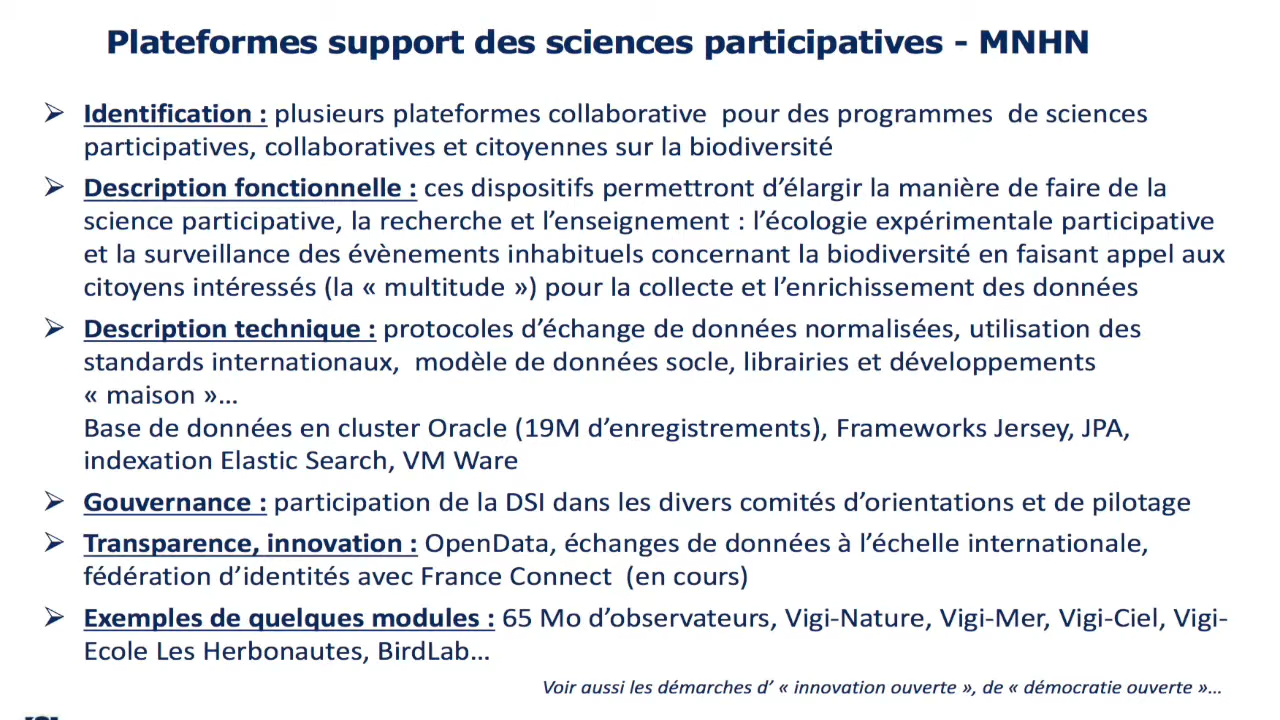 Plateformes support des sciences participatives - MNHN
➢ Identification : plusieurs plateformes collaborative pour des programmes de sciences
participatives, collaboratives et citoyennes sur la biodiversité
➢ Description fonctionnelle : ces dispositifs permettront d’élargir la manière de faire de la
science participative, la recherche et l’enseignement : l’écologie expérimentale participative
et la surveillance des évènements inhabituels concernant la biodiversité en faisant appel aux
citoyens intéressés (la « multitude ») pour la collecte et l’enrichissement des données
➢ Description technique : protocoles d’échange de données normalisées, utilisation des
standards internationaux, modèle de données socle, librairies et développements
« maison »…
Base de données en cluster Oracle (19M d’enregistrements), Frameworks Jersey, JPA,
indexation Elastic Search, VM Ware
➢ Gouvernance : participation de la DSI dans les divers comités d’orientations et de pilotage
➢ Transparence, innovation : OpenData, échanges de données à l’échelle internationale,
fédération d’identités avec France Connect (en cours)
➢ Exemples de quelques modules : 65 Mo d’observateurs, Vigi-Nature, Vigi-Mer, Vigi-Ciel, Vigi-
Ecole Les Herbonautes, BirdLab…
Voir aussi les démarches d’ « innovation ouverte », de « démocratie ouverte »…